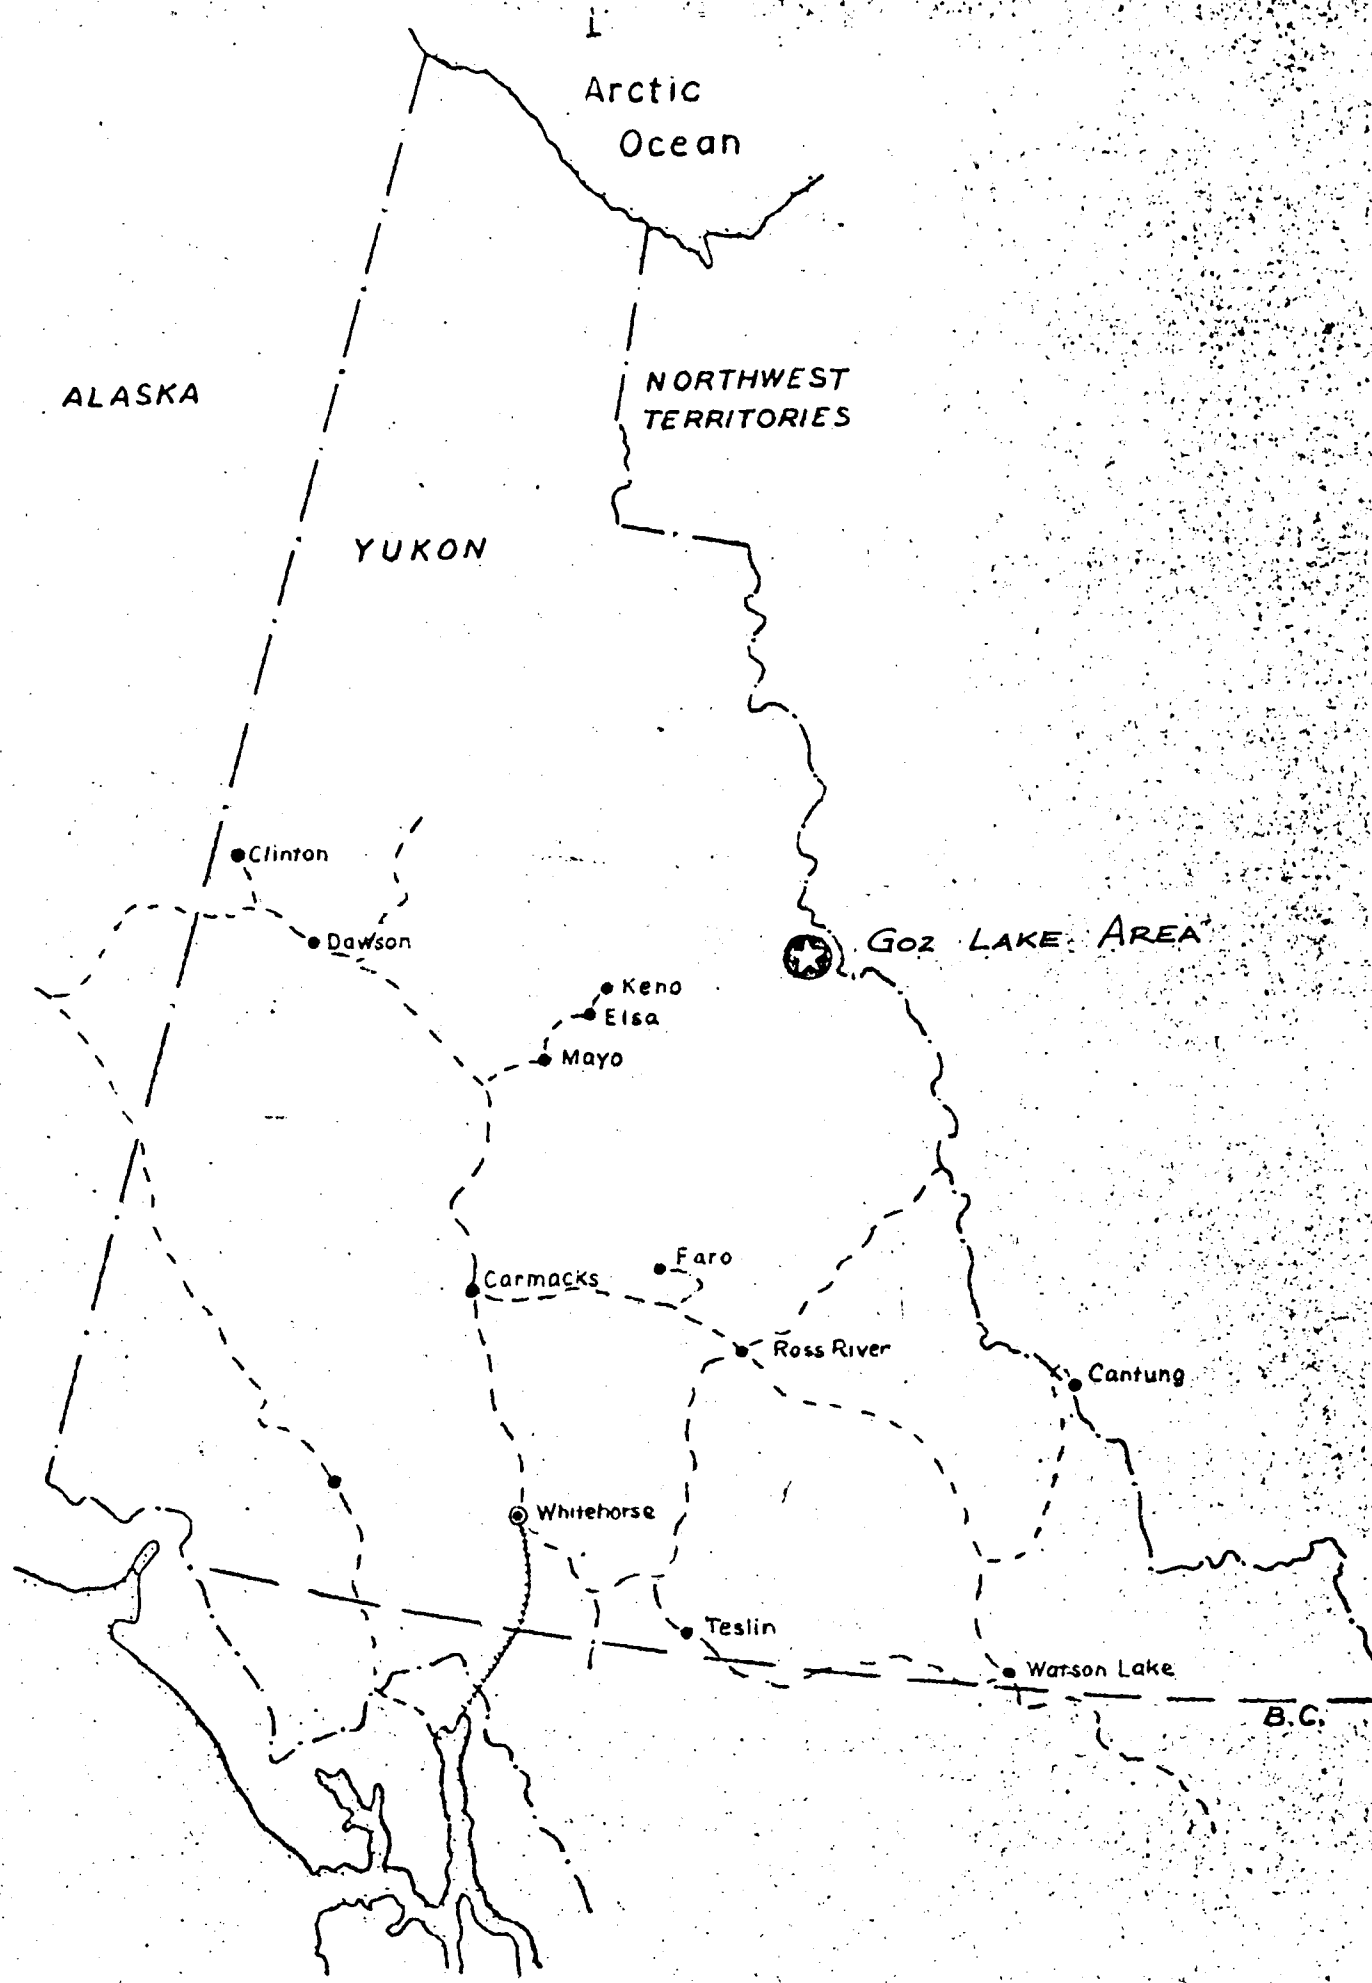 Arctic
Ocean
ALASKA
NORTHWEST
TERRITORIES
YUKON
Clinton
Dawson
GOZ LAKE AREA
Keno
Elsa
Mayo
Faro
Carmacks
Ross River
Cantung
Whitehorse
Teslin
Watson Lake
B.C.